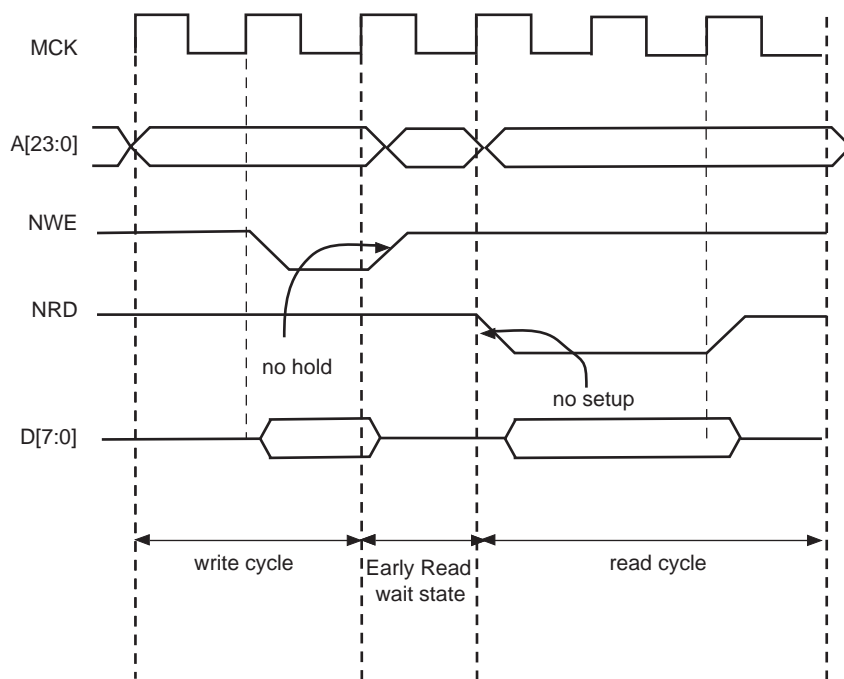 MCK
A[23:0]
NWE
NRD
no hold
no setup
D[7:0]
write cycle
Early Read
wait state
read cycle